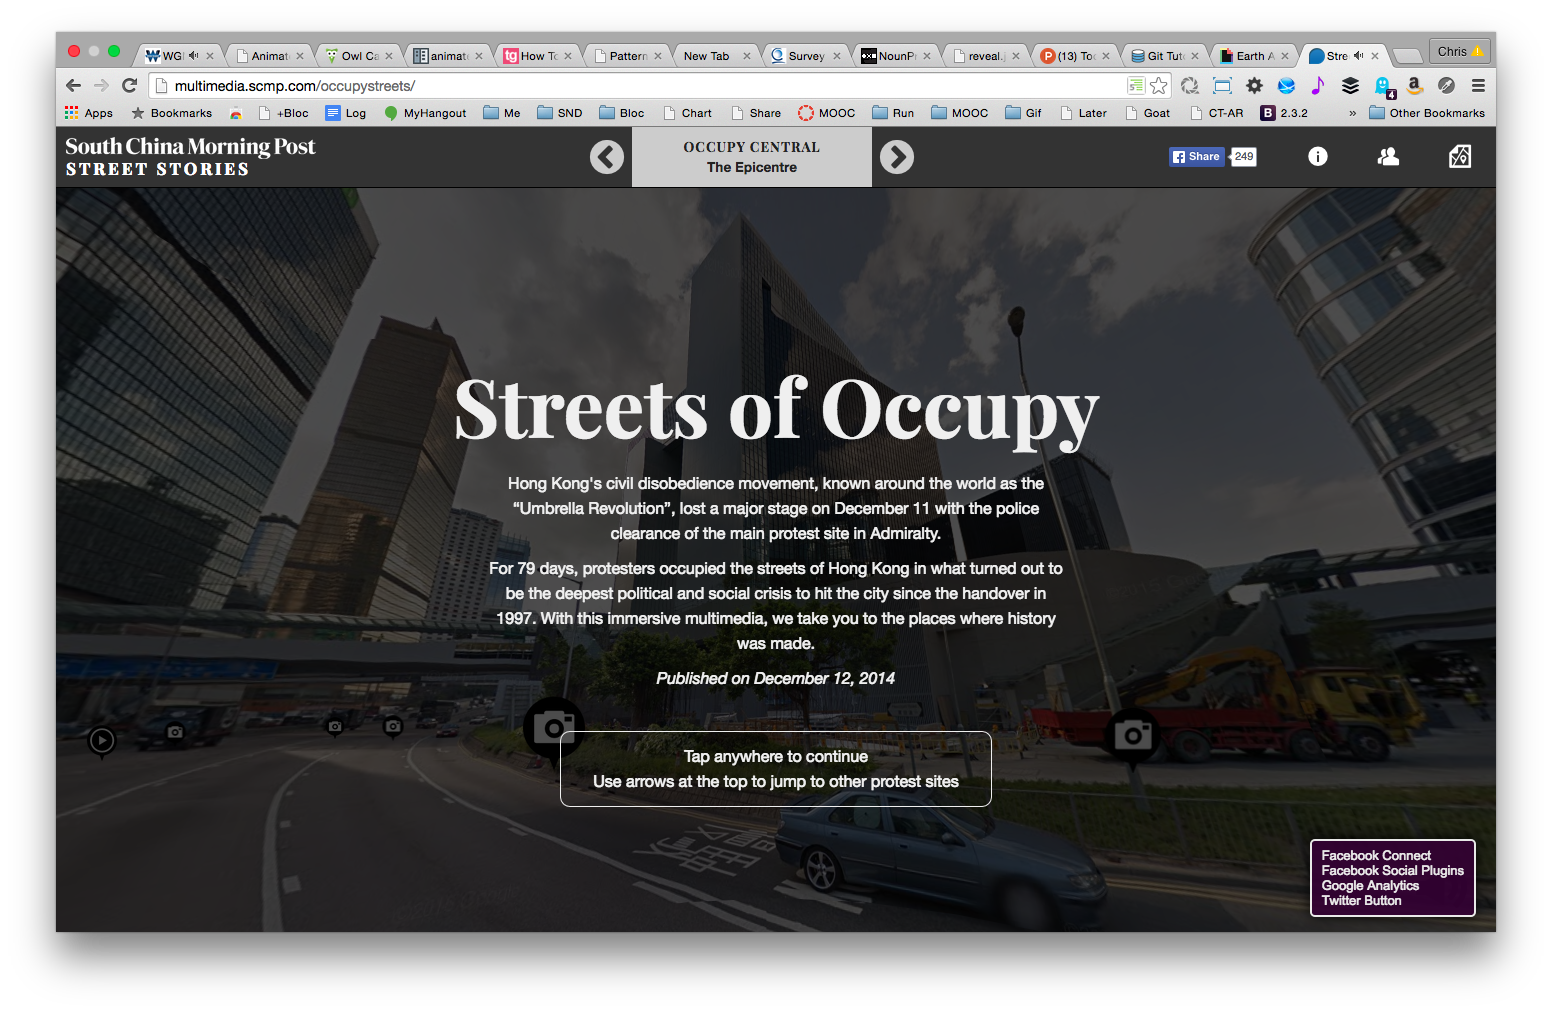 WG
Animat
Owl Ca
animat
How To
Pattern
New Tab
Survey
NounPr
reveal.j
(13) Too
Git Tuto
Earth A
Stre
Chris
multimedia.scmp.com/occupystreets/
4
Apps
Bookmarks
+Bloc
Log
MyHangout
Me
SND
Bloc
Chart
Share
MOOC
Run
MOOC
Gif
Later
Goat
CT-AR
B 2.3.2
»
Other Bookmarks
South China Morning Post
STREET STORIES
OCCUPY CENTRAL
The Epicentre
Share
249
Streets of Occupy
Hong Kong's civil disobedience movement, known around the world as the
“Umbrella Revolution”, lost a major stage on December 11 with the police
clearance of the main protest site in Admiralty.
For 79 days, protesters occupied the streets of Hong Kong in what turned out to
be the deepest political and social crisis to hit the city since the handover in
1997. With this immersive multimedia, we take you to the places where history
was made.
Published on December 12, 2014
Tap anywhere to continue
Use arrows at the top to jump to other protest sites
Facebook Connect
Facebook Social Plugins
Google Analytics
Twitter Button